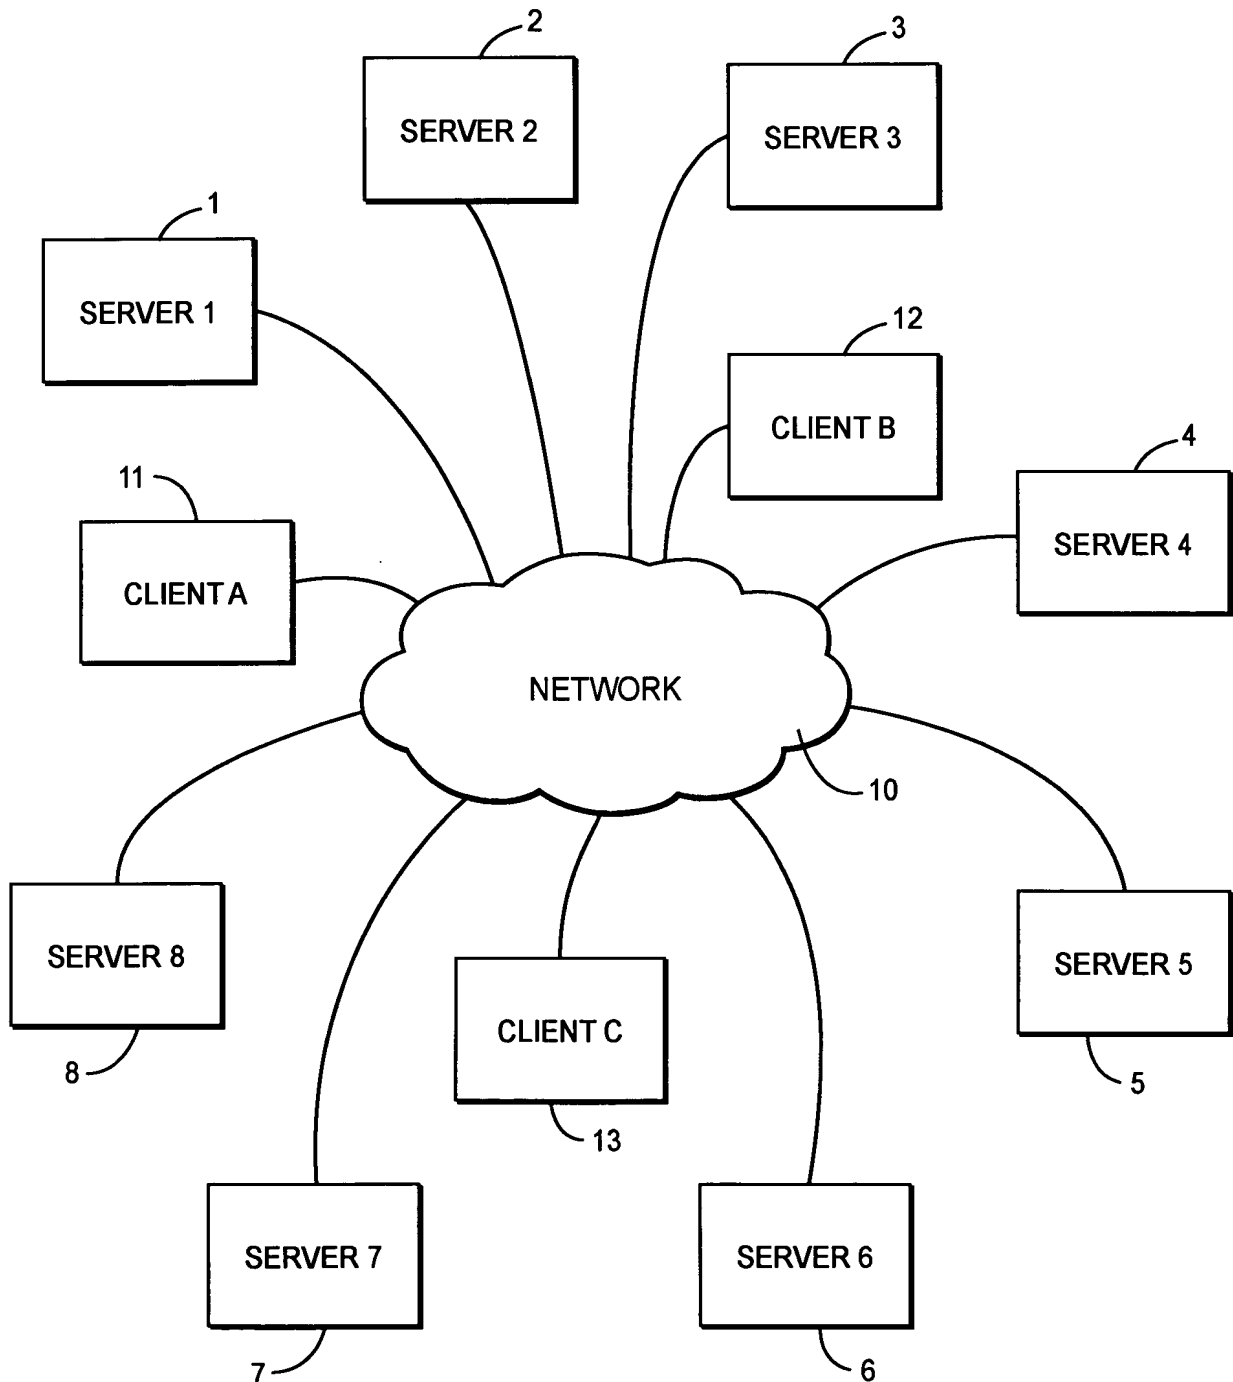 2
3
SERVER 2
SERVER 3
1
SERVER 1
12
CLIENT B
4
11
SERVER 4
CLIENT A
NETWORK
10
SERVER 8
SERVER 5
CLIENT C
8
5
13
SERVER 7
SERVER 6
7
6